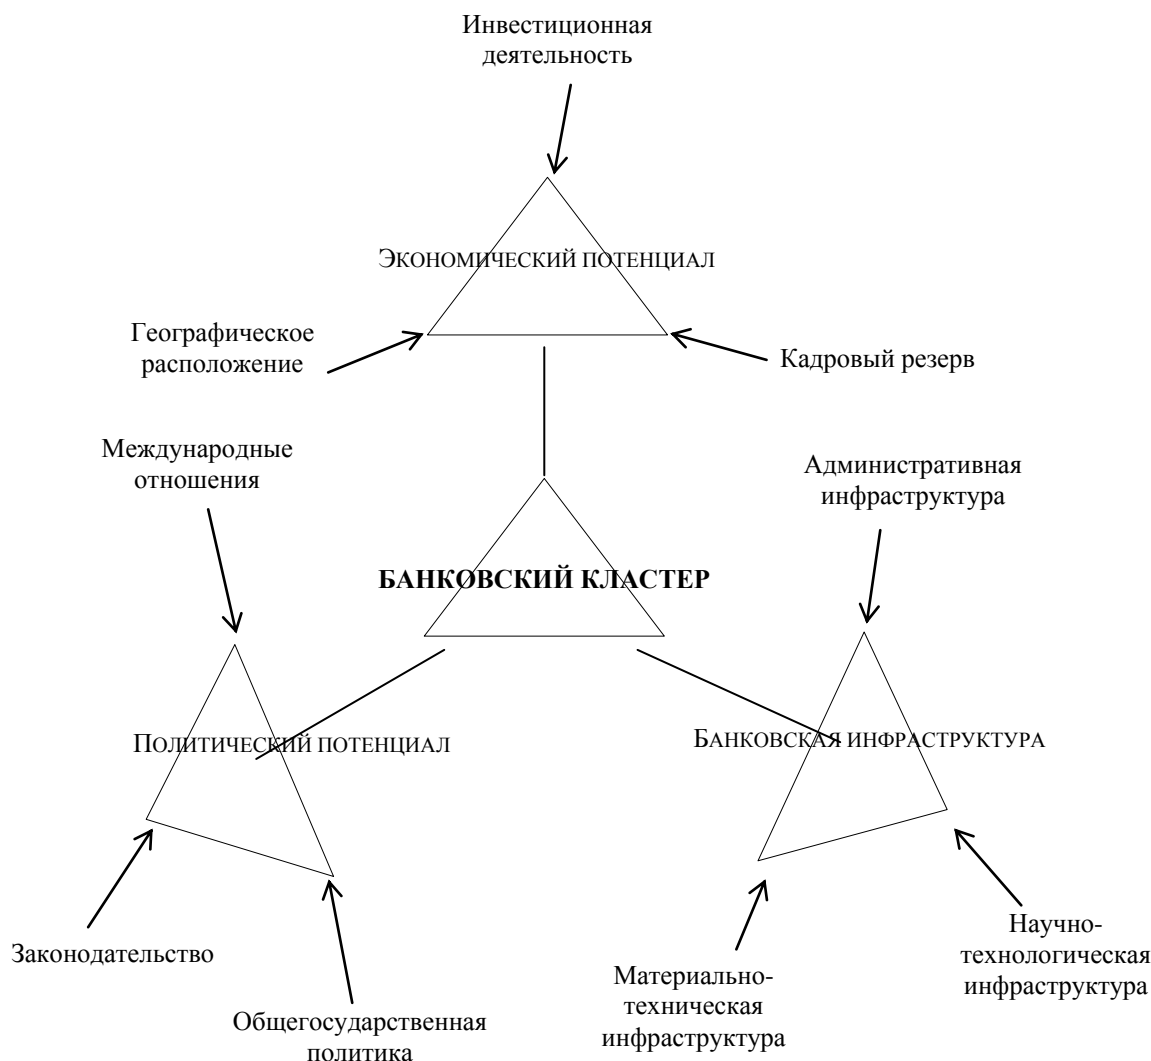 Инвестиционная
деятельность
ЭКОНОМИЧЕСКИЙ ПОТЕНЦИАЛ
Географическое
расположение
Кадровый резерв
Международные
отношения
Административная
инфраструктура
БАНКОВСКИЙ КЛАСТЕР
ПОЛИТИЧЕСКИЙ ПОТЕНЦИАЛ
БАНКОВСКАЯ ИНФРАСТРУКТУРА
Законодательство
Общегосударственная
политика
Материально-
техническая
инфраструктура
Научно-
технологическая
инфраструктура